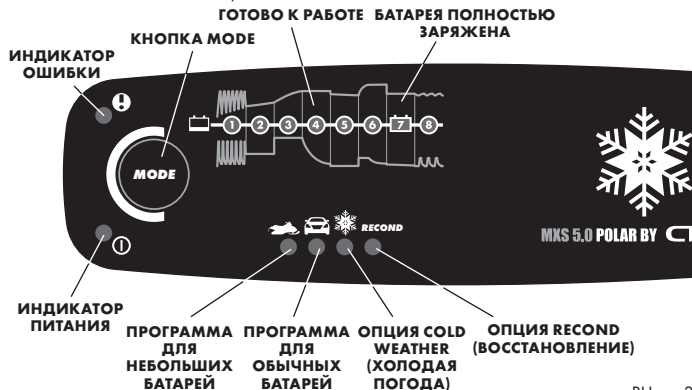 ГОТОВО К РАБОТЕ
БАТАРЕЯ ПОЛНОСТЬЮ
ЗАРЯЖЕНА
КНОПКА MODE
ИНДИКАТОР
ОШИБКИ
1 2 3 4 5 6 7 8
MODE
RECOND
MXS 5.0 POLAR BY
ИНДИКАТОР
ПИТАНИЯ
ПРОГРАММА
ДЛЯ
НЕБОЛЬШИХ
БАТАРЕЙ
ПРОГРАММА
ДЛЯ
ОБЫЧНЫХ
БАТАРЕЙ
ОПЦИЯ COLD
WEATHER
(ХОЛОДАЯ
ПОГОДА)
ОПЦИЯ RECOND
(ВОССТАНОВЛЕНИЕ)